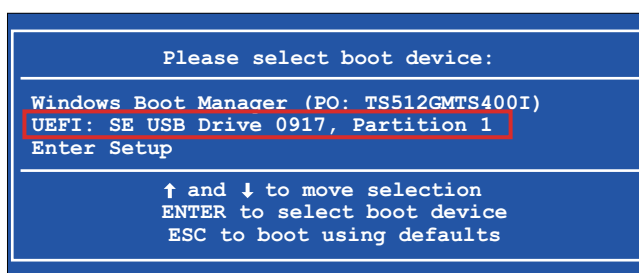 Please select boot device:
Windows Boot Manager (PO: TS512GMTS400I)
UEFI: SE USB Drive 0917, Partition 1
Enter Setup
↑ and ↓ to move selection
ENTER to select boot device
ESC to boot using defaults